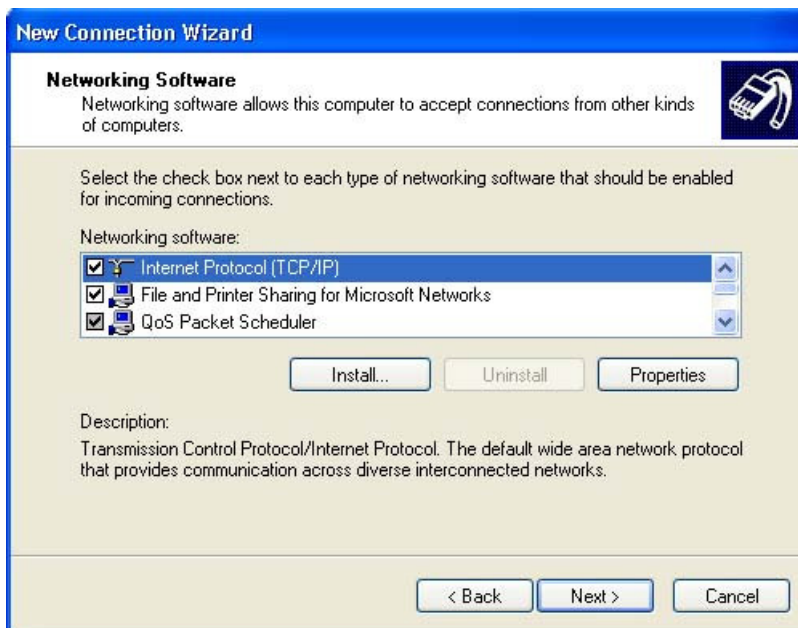 New Connection Wizard
Networking Software
Networking software allows this computer to accept connections from other kinds
of computers.
Select the check box next to each type of networking software that should be enabled
for incoming connections.
Networking software:
Internet Protocol (TCP/IP)
File and Printer Sharing for Microsoft Networks
QoS Packet Scheduler
Install... Uninstall Properties
Description:
Transmission Control Protocol/Internet Protocol. The default wide area network protocol
that provides communication across diverse interconnected networks.
< Back Next > Cancel